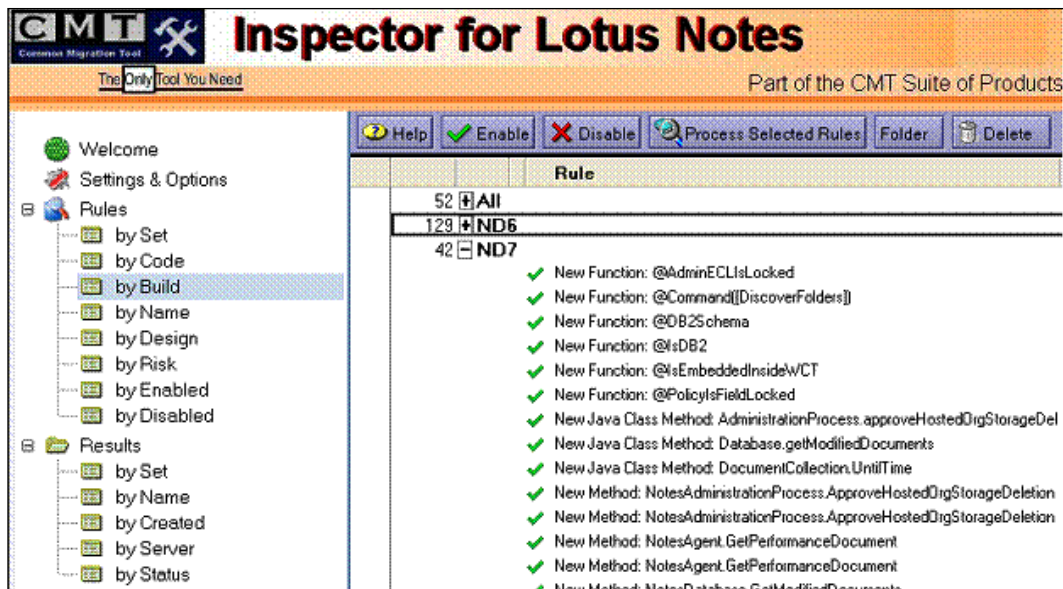 CMT
Common Migration Tool
Inspector for Lotus Notes
The Only Tool You Need
Part of the CMT Suite of Products
Welcome
Settings & Options
Rules
by Set
by Code
by Build
by Name
by Design
by Risk
by Enabled
by Disabled
Results
by Set
by Name
by Created
by Server
by Status
Help Enable Disable Process Selected Rules Folder Delete
Rule
52 All
129 ND6
42 ND7
New Function: @AdminECLIsLocked
New Function: @Command([DiscoverFolders])
New Function: @DB2Schema
New Function: @IsDB2
New Function: @IsEmbeddedInsideWCT
New Function: @PolicyIsFieldLocked
New Java Class Method: AdministrationProcess.approveHostedOrgStorageDel
New Java Class Method: Database.getModifiedDocuments
New Java Class Method: DocumentCollection.UntilTime
New Method: NotesAdministrationProcess.ApproveHostedOrgStorageDeletion
New Method: NotesAdministrationProcess.ApproveHostedOrgStorageDeletion
New Method: NotesAgent.GetPerformanceDocument
New Method: NotesAgent.GetPerformanceDocument
New Method: NotesDatabase.GetModifiedDocuments